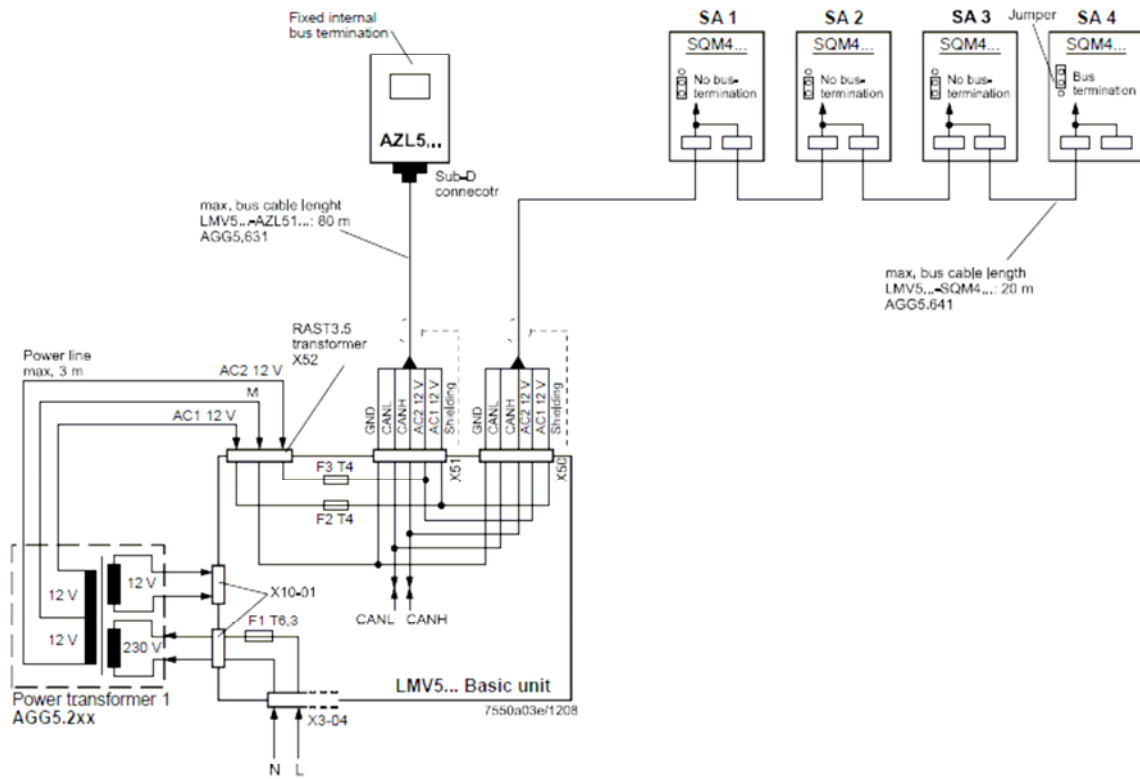 Fixed internal
bus termination
AZL5...
Sub-D
connecotr
max. bus cable lenght
LMV5...-AZL51...: 80 m
AGG5,631
SA 1
SQM4...
No bus-
termination
SA 2
SQM4...
No bus-
termination
SA 3
SQM4...
No bus-
termination
Jumper
SA 4
SQM4...
Bus
termination
max, bus cable length
LMV5...-SQM4...: 20 m
AGG5.641
RAST3.5
transformer
X52
Power line
max, 3 m
AC2 12 V
M
AC1 12 V
GND
CANL
CANH
AC2 12 V
AC1 12 V
Shielding
X51
GND
CANL
CANH
AC2 12 V
AC1 12 V
Shielding
X50
F3 T4
F2 T4
12 V
12 V
12 V
230 V
X10-01
F1 T6,3
CANL
CANH
Power transformer 1
AGG5.2xx
LMV5... Basic unit
7550a03e/1208
X3-04
N
L